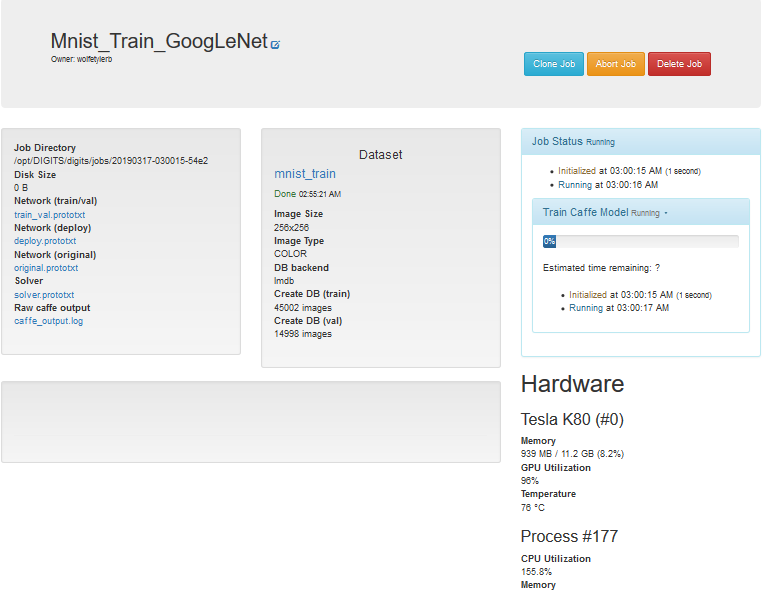 Mnist_Train_GoogLeNet
Owner: wolfetylerb
Clone Job
Abort Job
Delete Job
Job Directory
/opt/DIGITS/digits/jobs/20190317-030015-54e2
Disk Size
0 B
Network (train/val)
train_val.prototxt
Network (deploy)
deploy.prototxt
Network (original)
original.prototxt
Solver
solver.prototxt
Raw caffe output
caffe_output.log
Dataset
mnist_train
Done 02:55:21 AM
Image Size
256x256
Image Type
COLOR
DB backend
lmdb
Create DB (train)
45002 images
Create DB (val)
14998 images
Job Status Running
Initialized at 03:00:15 AM (1 second)
Running at 03:00:16 AM
Train Caffe Model Running
0%
Estimated time remaining: ?
Initialized at 03:00:15 AM (1 second)
Running at 03:00:17 AM
Hardware
Tesla K80 (#0)
Memory
939 MB / 11.2 GB (8.2%)
GPU Utilization
96%
Temperature
76 °C
Process #177
CPU Utilization
155.8%
Memory